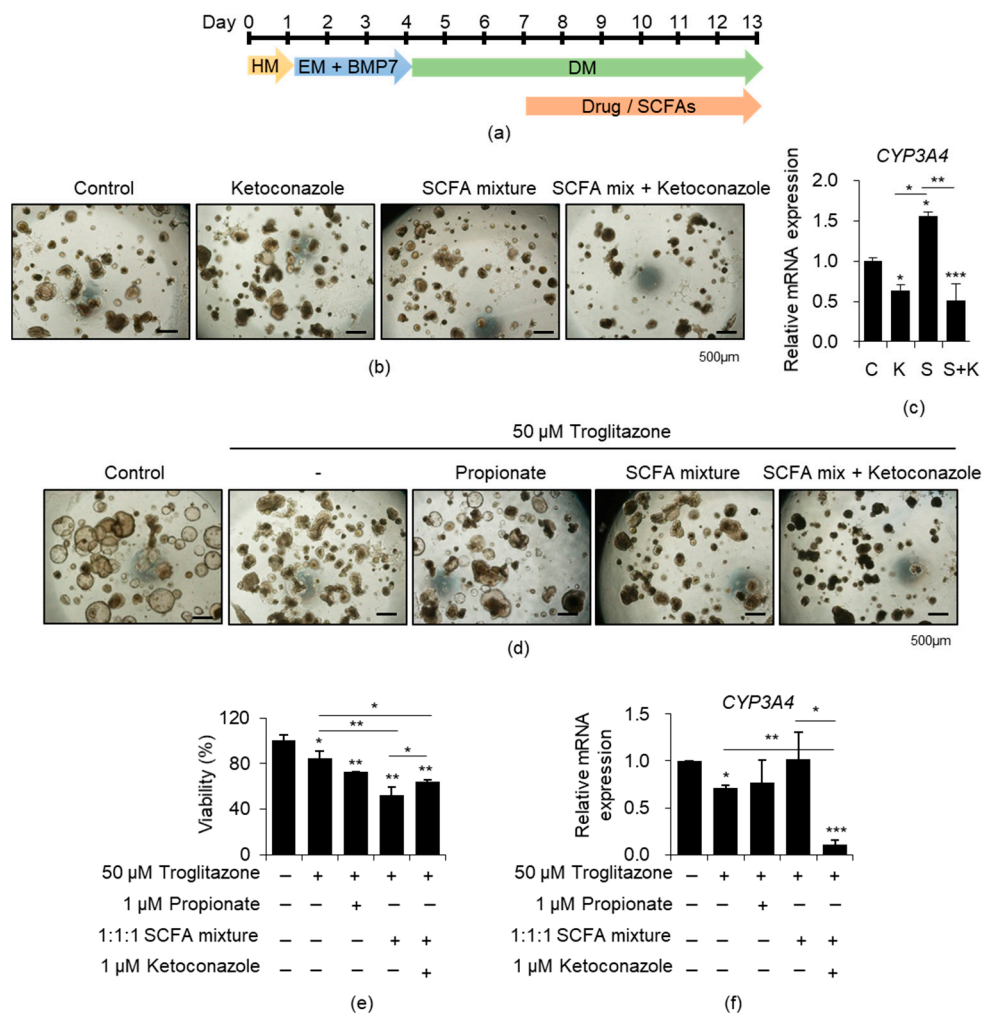 Day 0 1 2 3 4 5 6 7 8 9 10 11 12 13
HM EM + BMP7 DM
Drug / SCFAs
(a)
Control Ketoconazole SCFA mixture SCFA mix + Ketoconazole
500µm
(b)
CYP3A4
Relative mRNA expression
2.0
1.5
1.0
0.5
0.0
* ** * * ***
C K S S+K
(c)
50 µM Troglitazone
Control - Propionate SCFA mixture SCFA mix + Ketoconazole
500µm
(d)
Viability (%)
120
80
40
0
*
**
*
* ** ** **
50 µM Troglitazone – + + + +
1 µM Propionate – – + – –
1:1:1 SCFA mixture – – – + +
1 µM Ketoconazole – – – – +
(e)
CYP3A4
Relative mRNA
expression
1.5
1.0
0.5
0.0
*
**
* ***
50 µM Troglitazone – + + + +
1 µM Propionate – – + – –
1:1:1 SCFA mixture – – – + +
1 µM Ketoconazole – – – – +
(f)